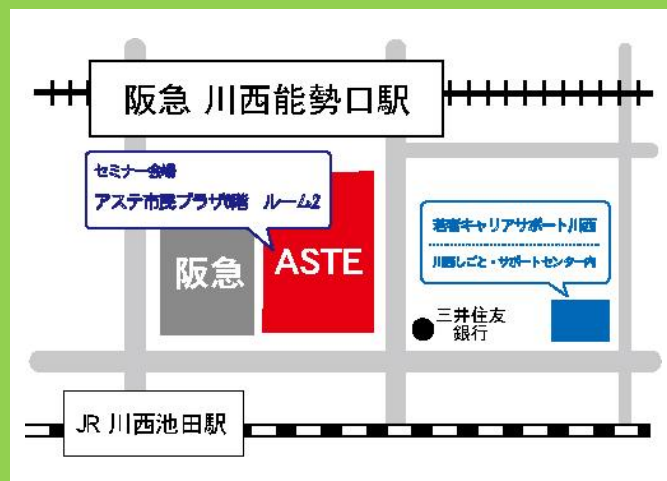 阪急 川西能勢口駅
セミナー会場
アステ市民プラザ6階 ルーム2
阪急
ASTE
若者キャリアサポート川西
川西しごと・サポートセンター内
三井住友
銀行
JR 川西池田駅